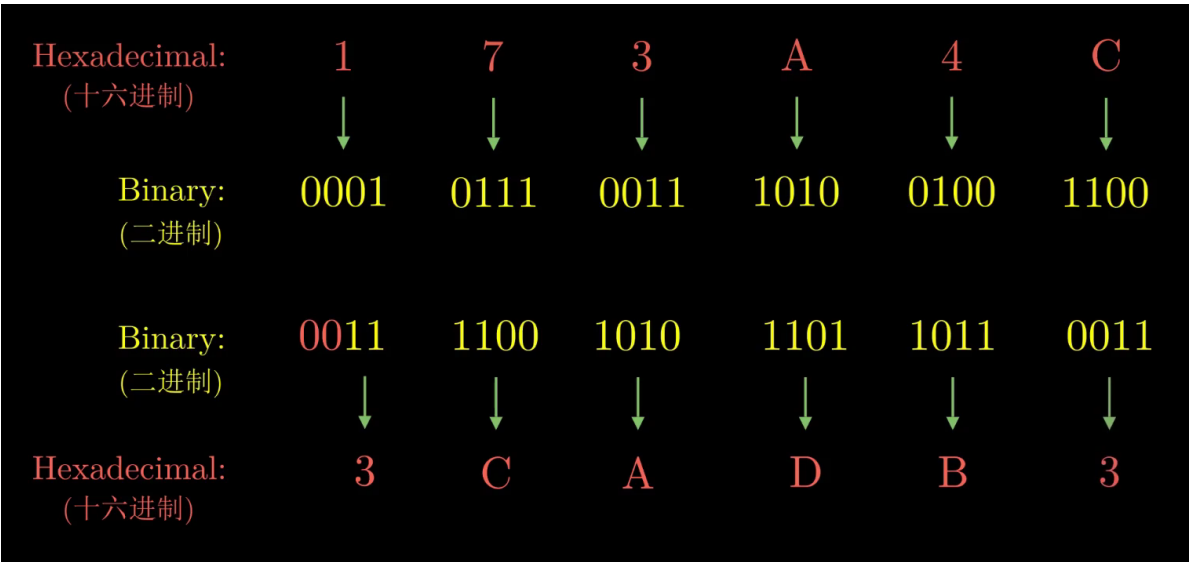 Hexadecimal: 1 7 3 A 4 C
(十六进制)
Binary: 0001 0111 0011 1010 0100 1100
(二进制)
Binary: 0011 1100 1010 1101 1011 0011
(二进制)
Hexadecimal: 3 C A D B 3
(十六进制)